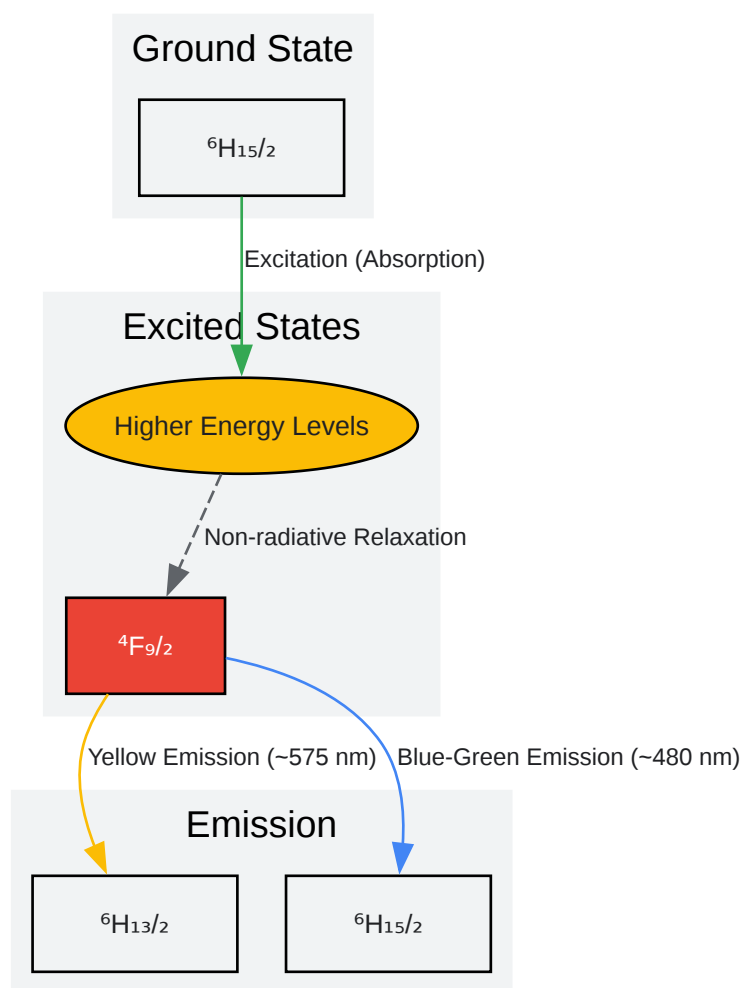 Ground State
⁶H₁₅/₂
Excitation (Absorption)
Excited States
Higher Energy Levels
Non-radiative Relaxation
⁴F₉/₂
Yellow Emission (~575 nm)
Blue-Green Emission (~480 nm)
Emission
⁶H₁₃/₂
⁶H₁₅/₂